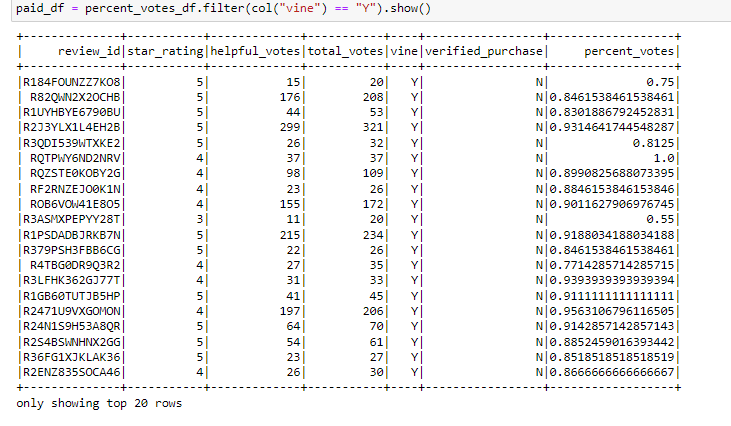 paid_df = percent_votes_df.filter(col("vine") == "Y").show()
+--------------+-----------+-------------+-----------+----+-----------------+------------------+
|     review_id|star_rating|helpful_votes|total_votes|vine|verified_purchase|     percent_votes|
+--------------+-----------+-------------+-----------+----+-----------------+------------------+
|R184FOUNZZ7KO8|          5|           15|         20|   Y|                N|              0.75|
| R82QWN2X2OCHB|          5|          176|        208|   Y|                N|0.8461538461538461|
|R1UYHBYE6790BU|          5|           44|         53|   Y|                N|0.8301886792452831|
|R2J3YLX1L4EH2B|          5|          299|        321|   Y|                N|0.9314641744548287|
|R3QDI539WTXKE2|          5|           26|         32|   Y|                N|            0.8125|
| RQTPWY6ND2NRV|          4|           37|         37|   Y|                N|               1.0|
| RQZSTE0KOBY2G|          4|           98|        109|   Y|                N|0.8990825688073395|
| RF2RNZEJO0K1N|          4|           23|         26|   Y|                N|0.8846153846153846|
| ROB6VOW41E8O5|          4|          155|        172|   Y|                N|0.9011627906976745|
|R3ASMXPEPYY28T|          3|           11|         20|   Y|                N|              0.55|
|R1PSDADBJRKB7N|          5|          215|        234|   Y|                N|0.9188034188034188|
|R379PSH3FBB6CG|          5|           22|         26|   Y|                N|0.8461538461538461|
| R4TBG0DR9Q3R2|          4|           27|         35|   Y|                N|0.7714285714285715|
|R3LFHK362GJ77T|          4|           31|         33|   Y|                N|0.9393939393939394|
|R1GB60TUTJB5HP|          5|           41|         45|   Y|                N|0.9111111111111111|
|R2471U9VXGOMON|          4|          197|        206|   Y|                N|0.9563106796116505|
|R24N1S9H53A8QR|          5|           64|         70|   Y|                N|0.9142857142857143|
|R2S4BSWNHNX2GG|          5|           54|         61|   Y|                N|0.8852459016393442|
|R36FG1XJKLAK36|          5|           23|         27|   Y|                N|0.8518518518518519|
|R2ENZ835SOCA46|          4|           26|         30|   Y|                N|0.8666666666666667|
+--------------+-----------+-------------+-----------+----+-----------------+------------------+
only showing top 20 rows